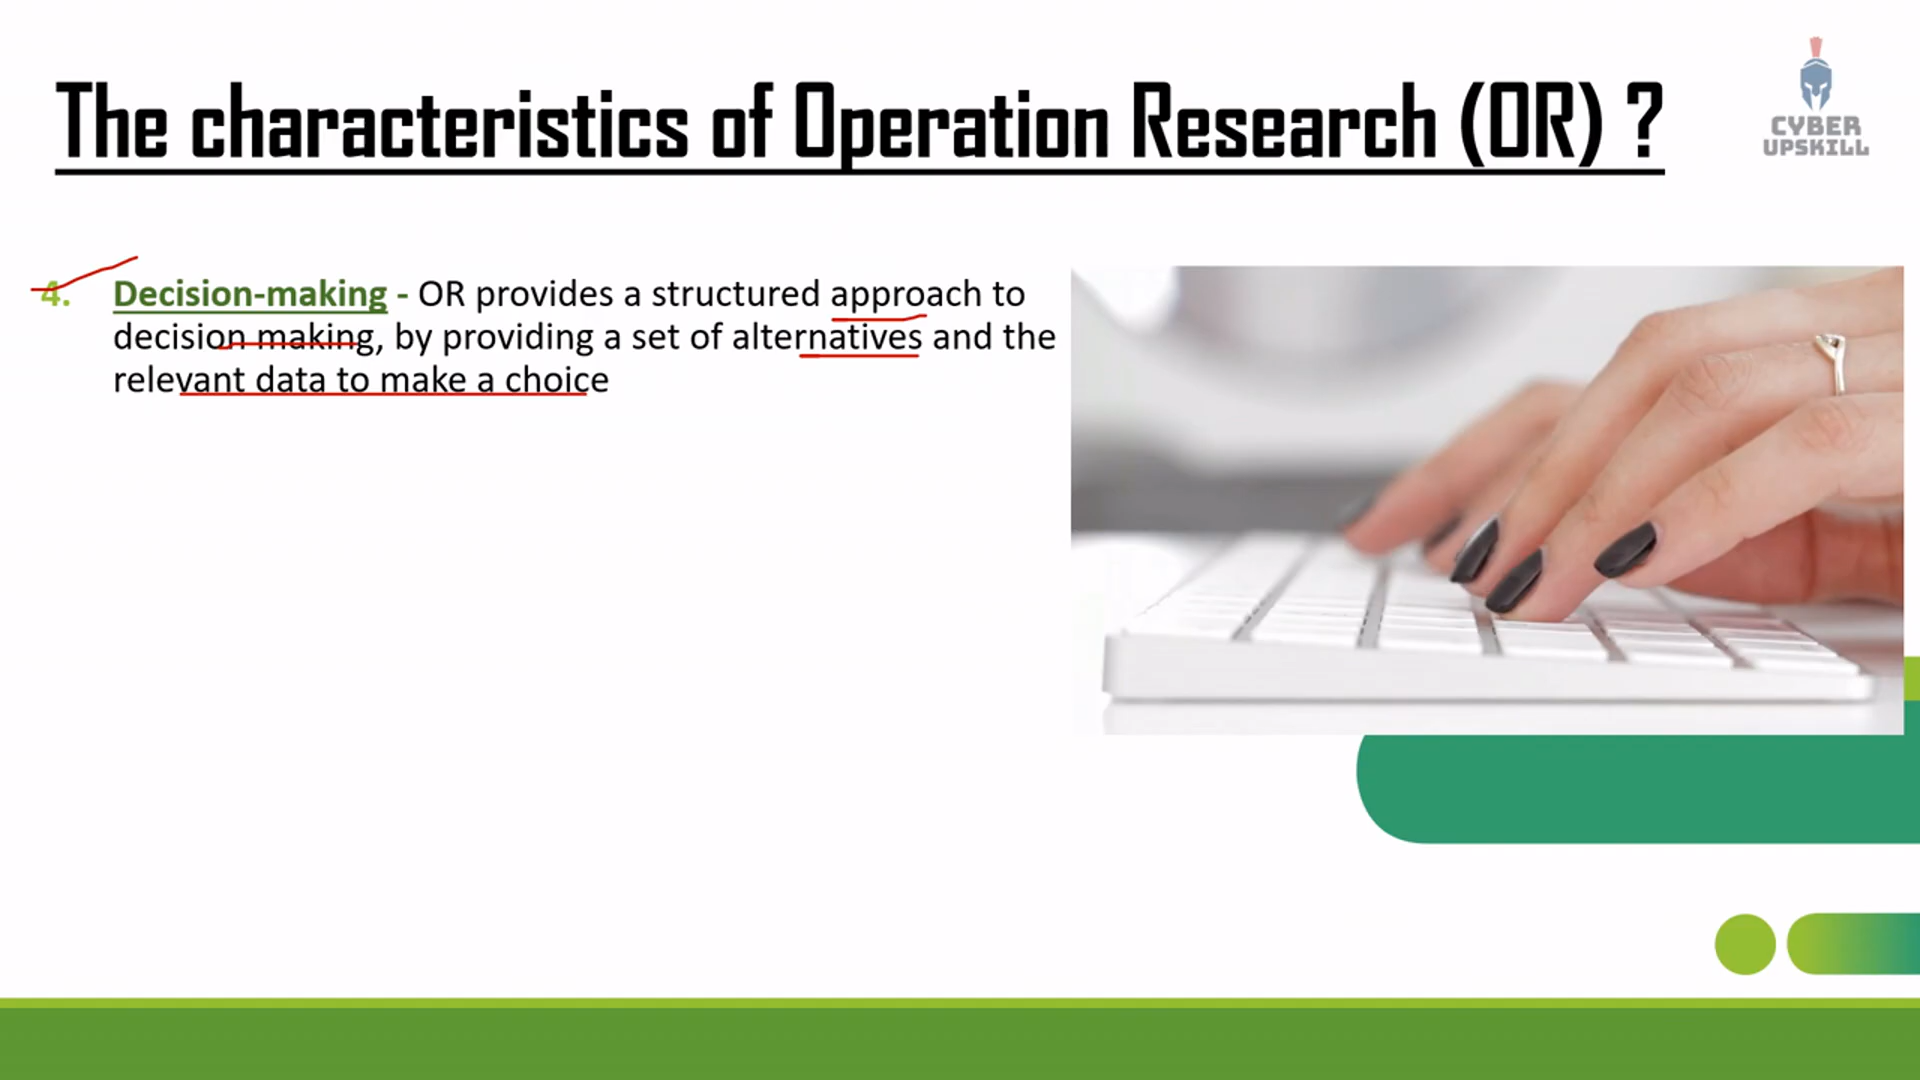 The characteristics of Operation Research (OR) ?
CYBER
UPSKILL
4. Decision-making - OR provides a structured approach to
decision making, by providing a set of alternatives and the
relevant data to make a choice